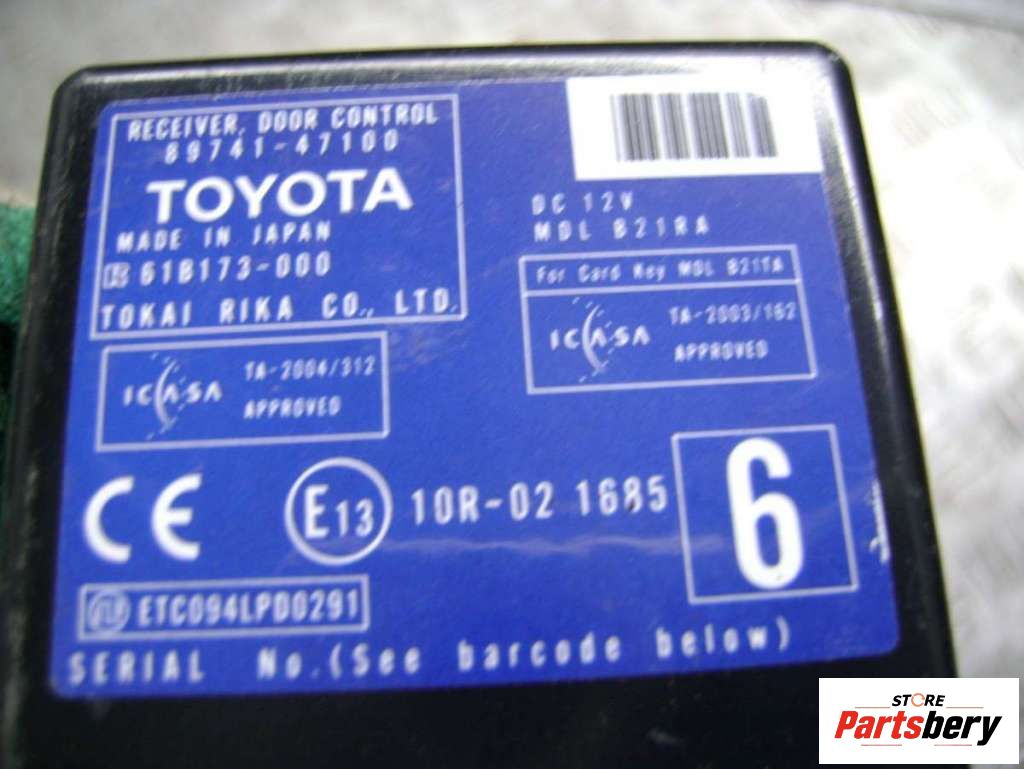 RECEIVER, DOOR CONTROL
89741-47100
TOYOTA
MADE IN JAPAN
61B173-000
TOKAI RIKA CO., LTD.
DC 12V
MDL B21RA
For Card Key MDL B21TA
ICASA TA-2003/162
APPROVED
ICASA TA-2004/312
APPROVED
CE E13 10R-02 1685 6
ETC094LPD0291
SERIAL No.(See barcode below)
STORE
Partsbery